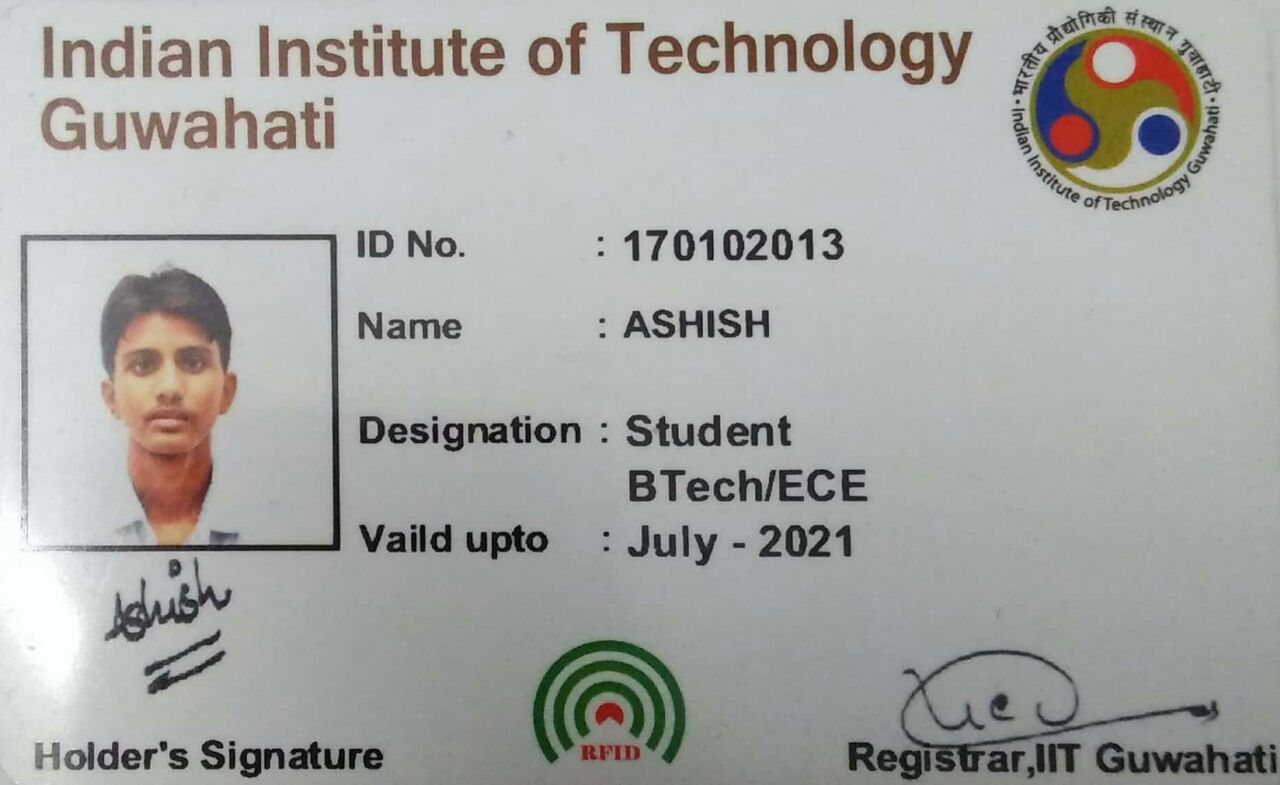 Indian Institute of Technology
Guwahati
भारतीय प्रौद्योगिकी संस्थान गुवाहाटी
Indian Institute of Technology Guwahati
ID No. : 170102013
Name : ASHISH
Designation : Student
BTech/ECE
Vaild upto : July - 2021
Ashish
RFID
Holder's Signature
Registrar,IIT Guwahati